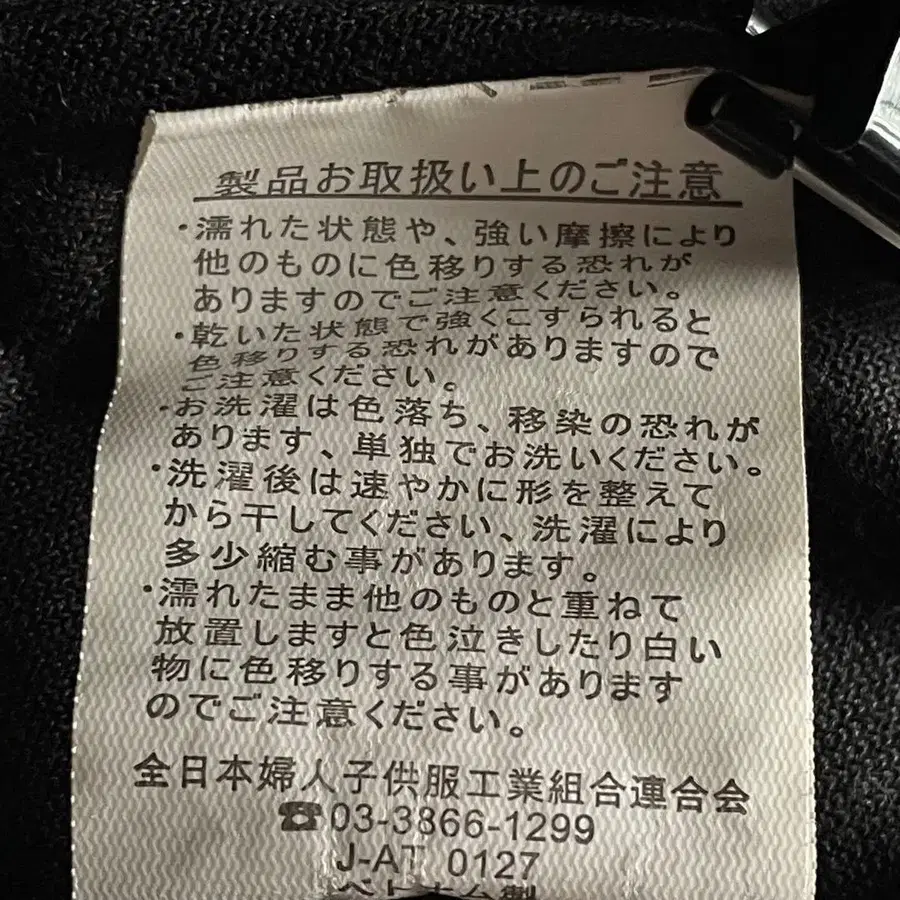 製品お取扱い上のご注意
・濡れた状態や、強い摩擦により
他のものに色移りする恐れが
ありますのでご注意ください。
・乾いた状態で強くこすられると
色移りする恐れがありますので
ご注意ください。
・お洗濯は色落ち、移染の恐れが
あります、単独でお洗いください。
・洗濯後は速やかに形を整えて
から干してください、洗濯により
多少縮む事があります。
・濡れたまま他のものと重ねて
放置しますと色泣きしたり白い
物に色移りする事があります
のでご注意ください。
全日本婦人子供服工業組合連合会
☎03-3866-1299
J-AT 0127